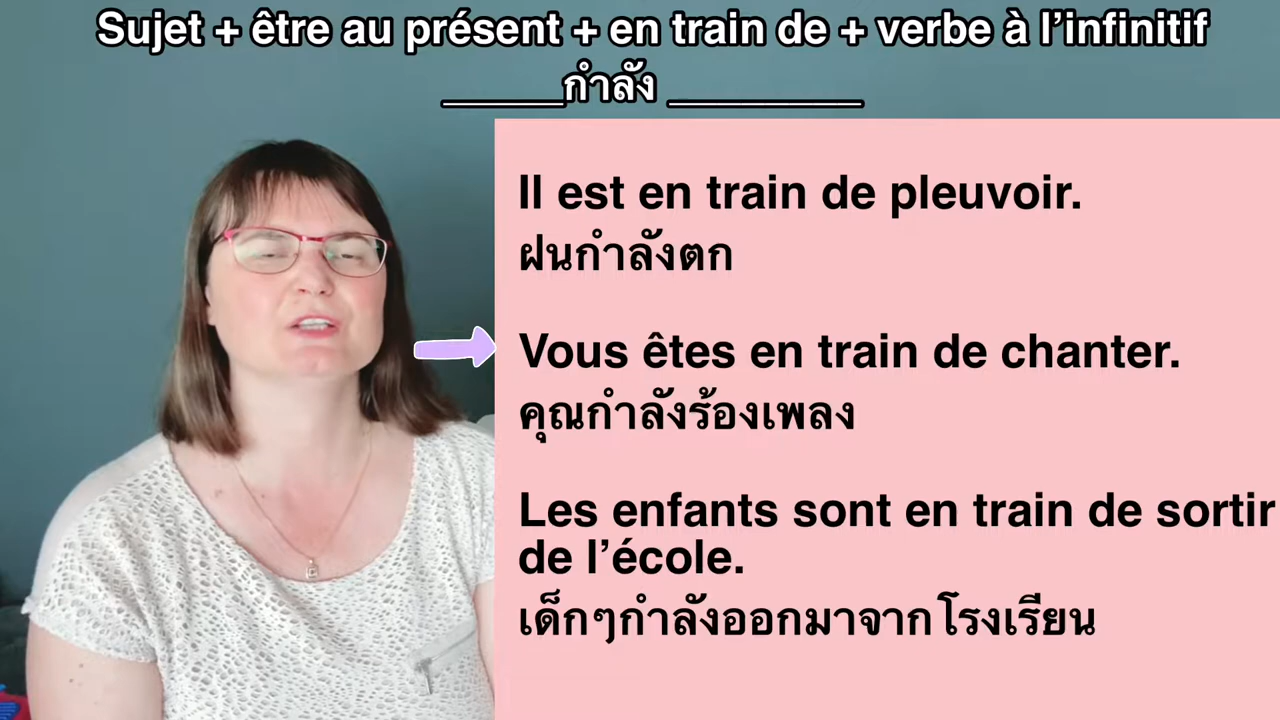 Sujet + être au présent + en train de + verbe à l’infinitif
_____กำลัง ________
Il est en train de pleuvoir.
ฝนกำลังตก
Vous êtes en train de chanter.
คุณกำลังร้องเพลง
Les enfants sont en train de sortir
de l’école.
เด็กๆกำลังออกมาจากโรงเรียน